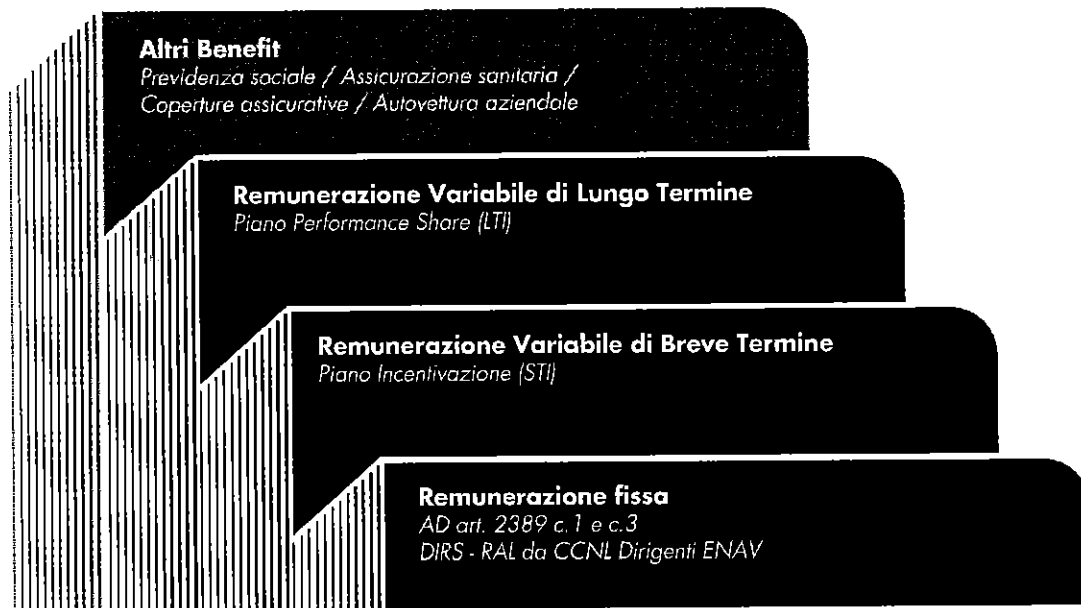 Altri Benefit
Previdenza sociale / Assicurazione sanitaria /
Coperture assicurative / Autovettura aziendale
Remunerazione Variabile di Lungo Termine
Piano Performance Share (LTI)
Remunerazione Variabile di Breve Termine
Piano Incentivazione (STI)
Remunerazione fissa
AD art. 2389 c.1 e c.3
DIRS - RAL da CCNL Dirigenti ENAV